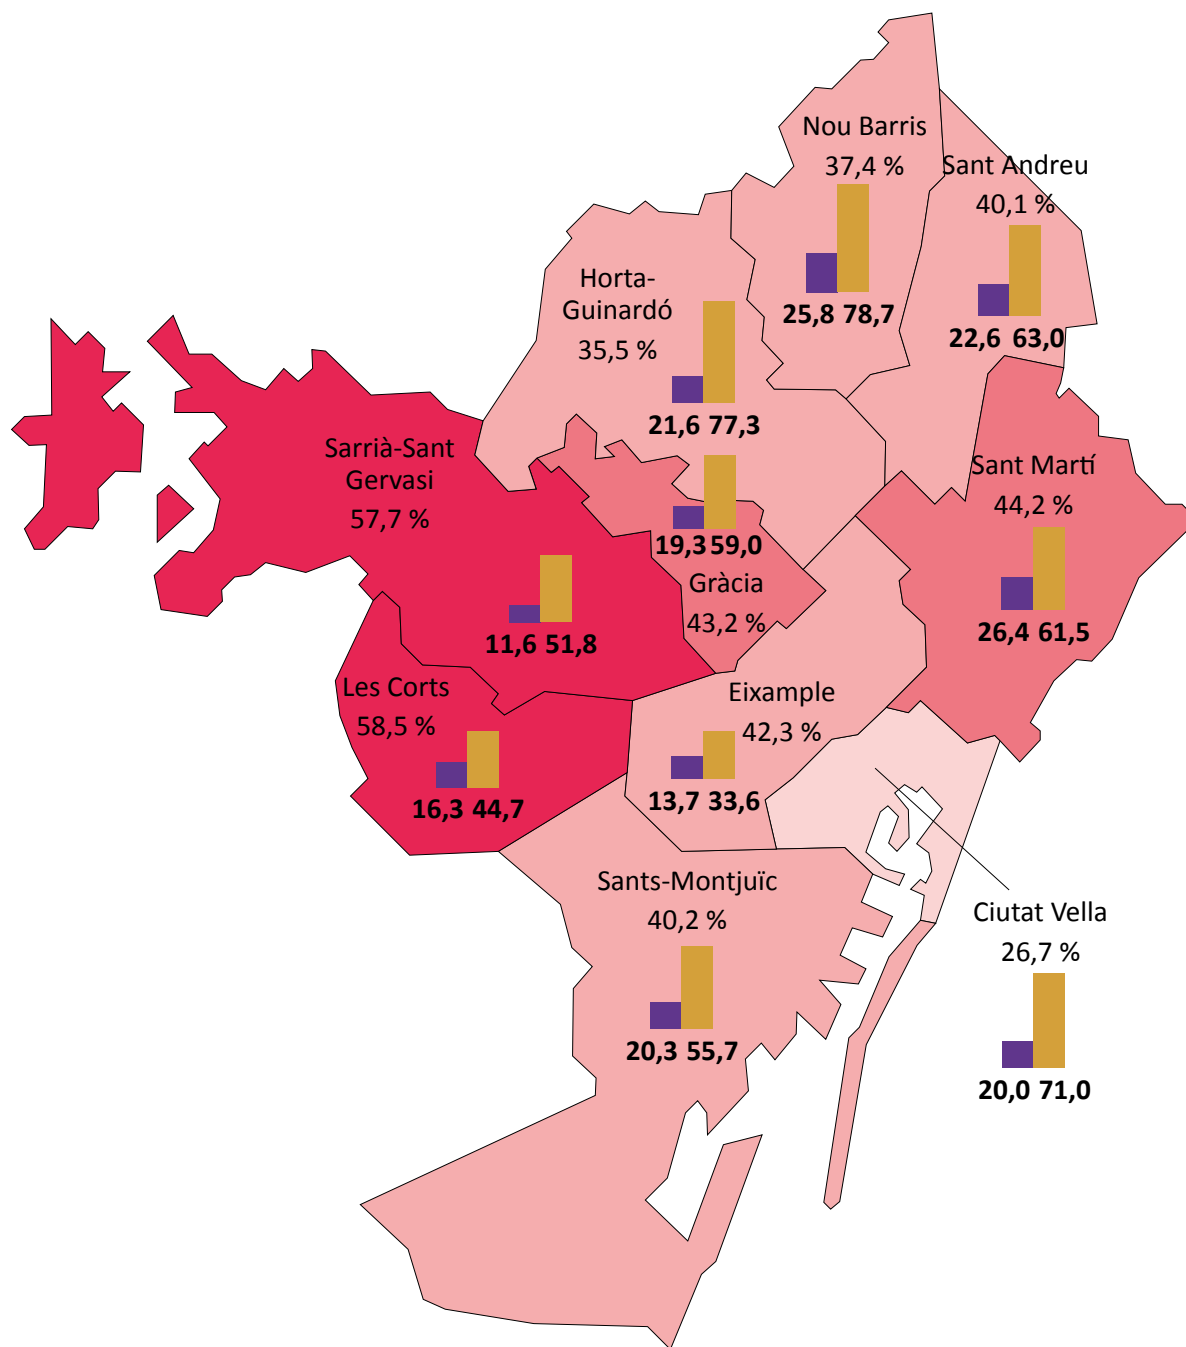 Nou Barris
37,4 %
25,8 78,7
Sant Andreu
40,1 %
22,6 63,0
Horta-
Guinardó
35,5 %
21,6 77,3
Sarrià-Sant
Gervasi
57,7 %
11,6 51,8
19,3 59,0
Gràcia
43,2 %
Sant Martí
44,2 %
26,4 61,5
Les Corts
58,5 %
16,3 44,7
Eixample
42,3 %
13,7 33,6
Sants-Montjuïc
40,2 %
20,3 55,7
Ciutat Vella
26,7 %
20,0 71,0